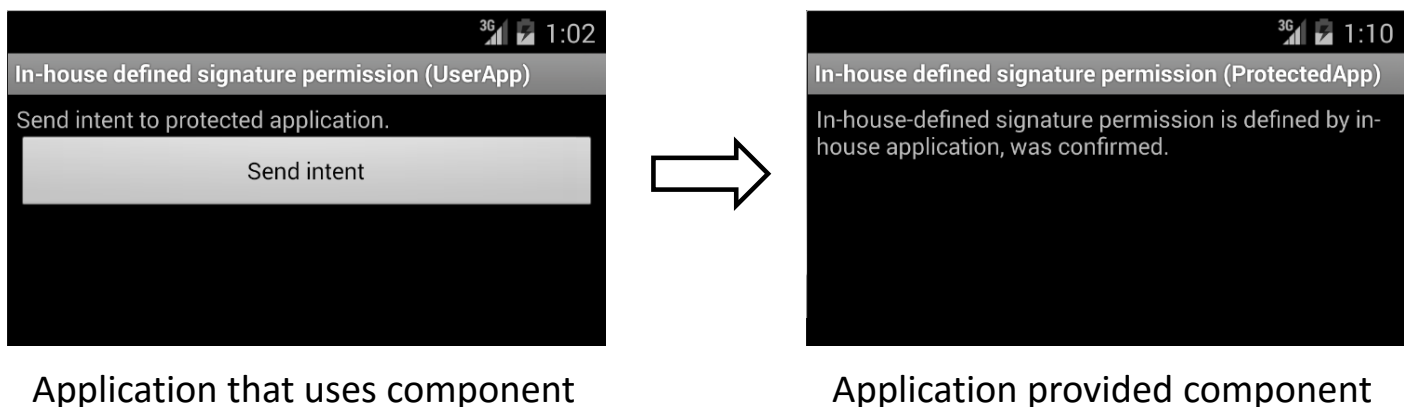 3G 1:02
In-house defined signature permission (UserApp)
Send intent to protected application.
Send intent
Application that uses component
3G 1:10
In-house defined signature permission (ProtectedApp)
In-house-defined signature permission is defined by in-
house application, was confirmed.
Application provided component